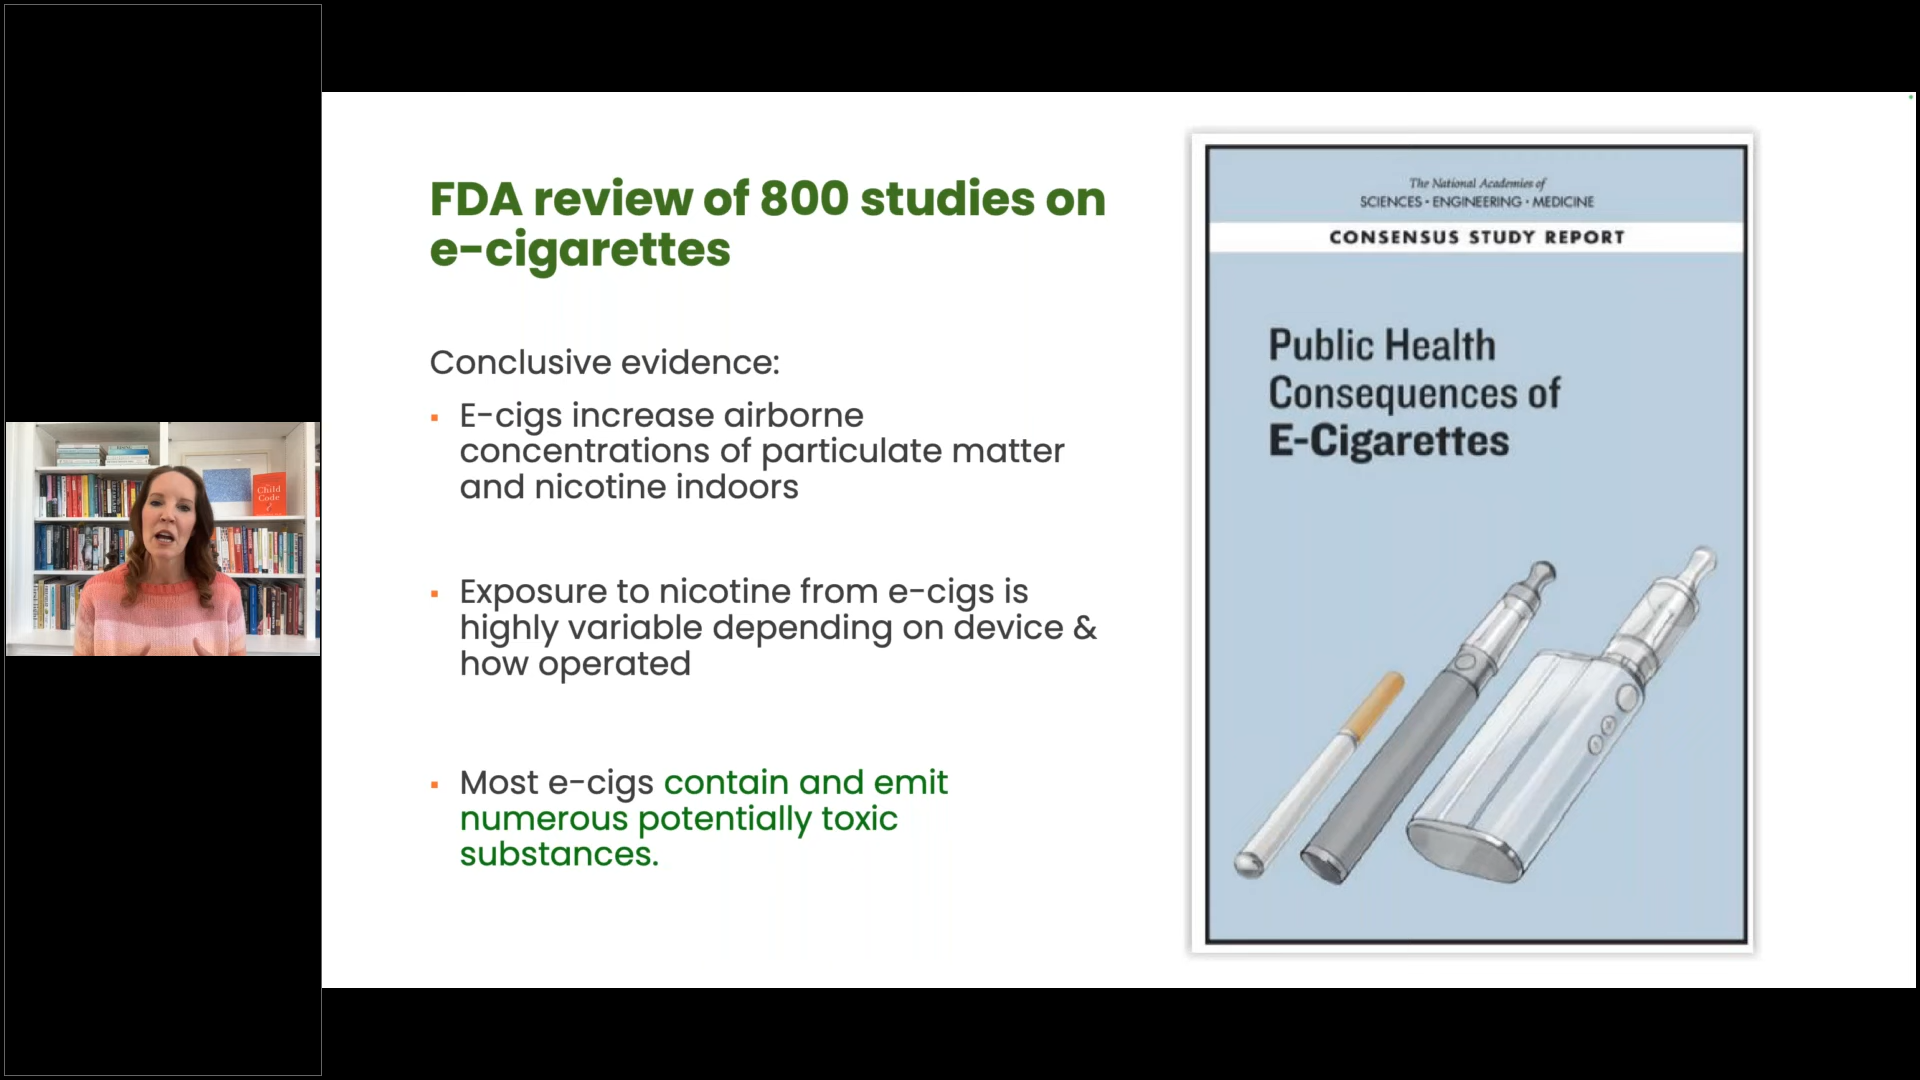 FDA review of 800 studies on
e-cigarettes
Conclusive evidence:
▪ E-cigs increase airborne
concentrations of particulate matter
and nicotine indoors
▪ Exposure to nicotine from e-cigs is
highly variable depending on device &
how operated
▪ Most e-cigs contain and emit
numerous potentially toxic
substances.
The National Academies of
SCIENCES • ENGINEERING • MEDICINE
CONSENSUS STUDY REPORT
Public Health
Consequences of
E-Cigarettes
Child
Code